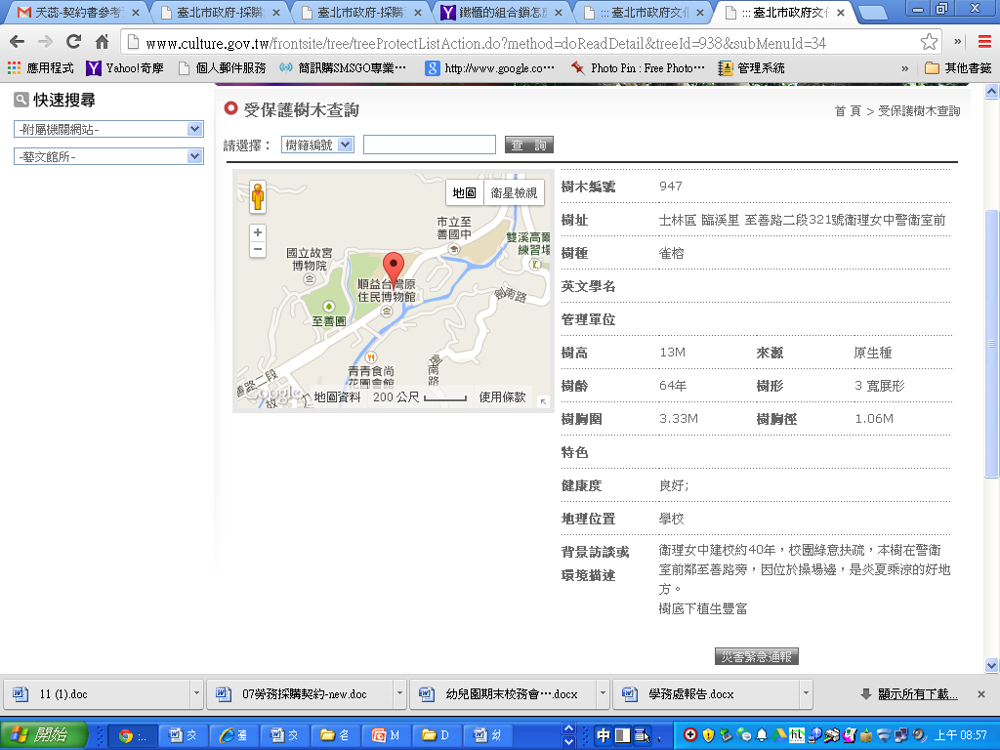 天蕊-契約書參考
臺北市政府-採購
臺北市政府-採購
鐵櫃的組合鎖怎
::: 臺北市政府文化
::: 臺北市政府文化
www.culture.gov.tw/frontsite/tree/treeProtectListAction.do?method=doReadDetail&treeId=938&subMenuId=34
應用程式
Yahoo!奇摩
個人郵件服務
簡訊購SMSGO專業…
http://www.google.co…
Photo Pin : Free Photo…
管理系統
»
其他書籤
快速搜尋
-附屬機關網站-
-藝文館所-
受保護樹木查詢
首 頁 > 受保護樹木查詢
請選擇：
樹籍編號
查 詢
地圖
衛星檢視
市立至
善國中
雙溪高爾
練習場
國立故宮
博物院
順益台灣原
住民博物館
至善園
至善路二段
青青食尚
花園會館
Google
地圖資料
200 公尺
使用條款
樹木編號 947
樹址 士林區 臨溪里 至善路二段321號衛理女中警衛室前
樹種 雀榕
英文學名
管理單位
樹高 13M 來源 原生種
樹齡 64年 樹形 3 寬展形
樹胸圍 3.33M 樹胸徑 1.06M
特色
健康度 良好;
地理位置 學校
背景訪談或
環境描述
衛理女中建校約40年，校園綠意扶疏，本樹在警衛
室前鄰至善路旁，因位於操場邊，是炎夏乘涼的好地
方。
樹底下植生豐富
災害緊急通報
11 (1).doc
07勞務採購契約-new.doc
幼兒園期末校務會….docx
學務處報告.docx
顯示所有下載...
開始
:...
文
臺
文
名
M
D
幼
中
上午 08:57